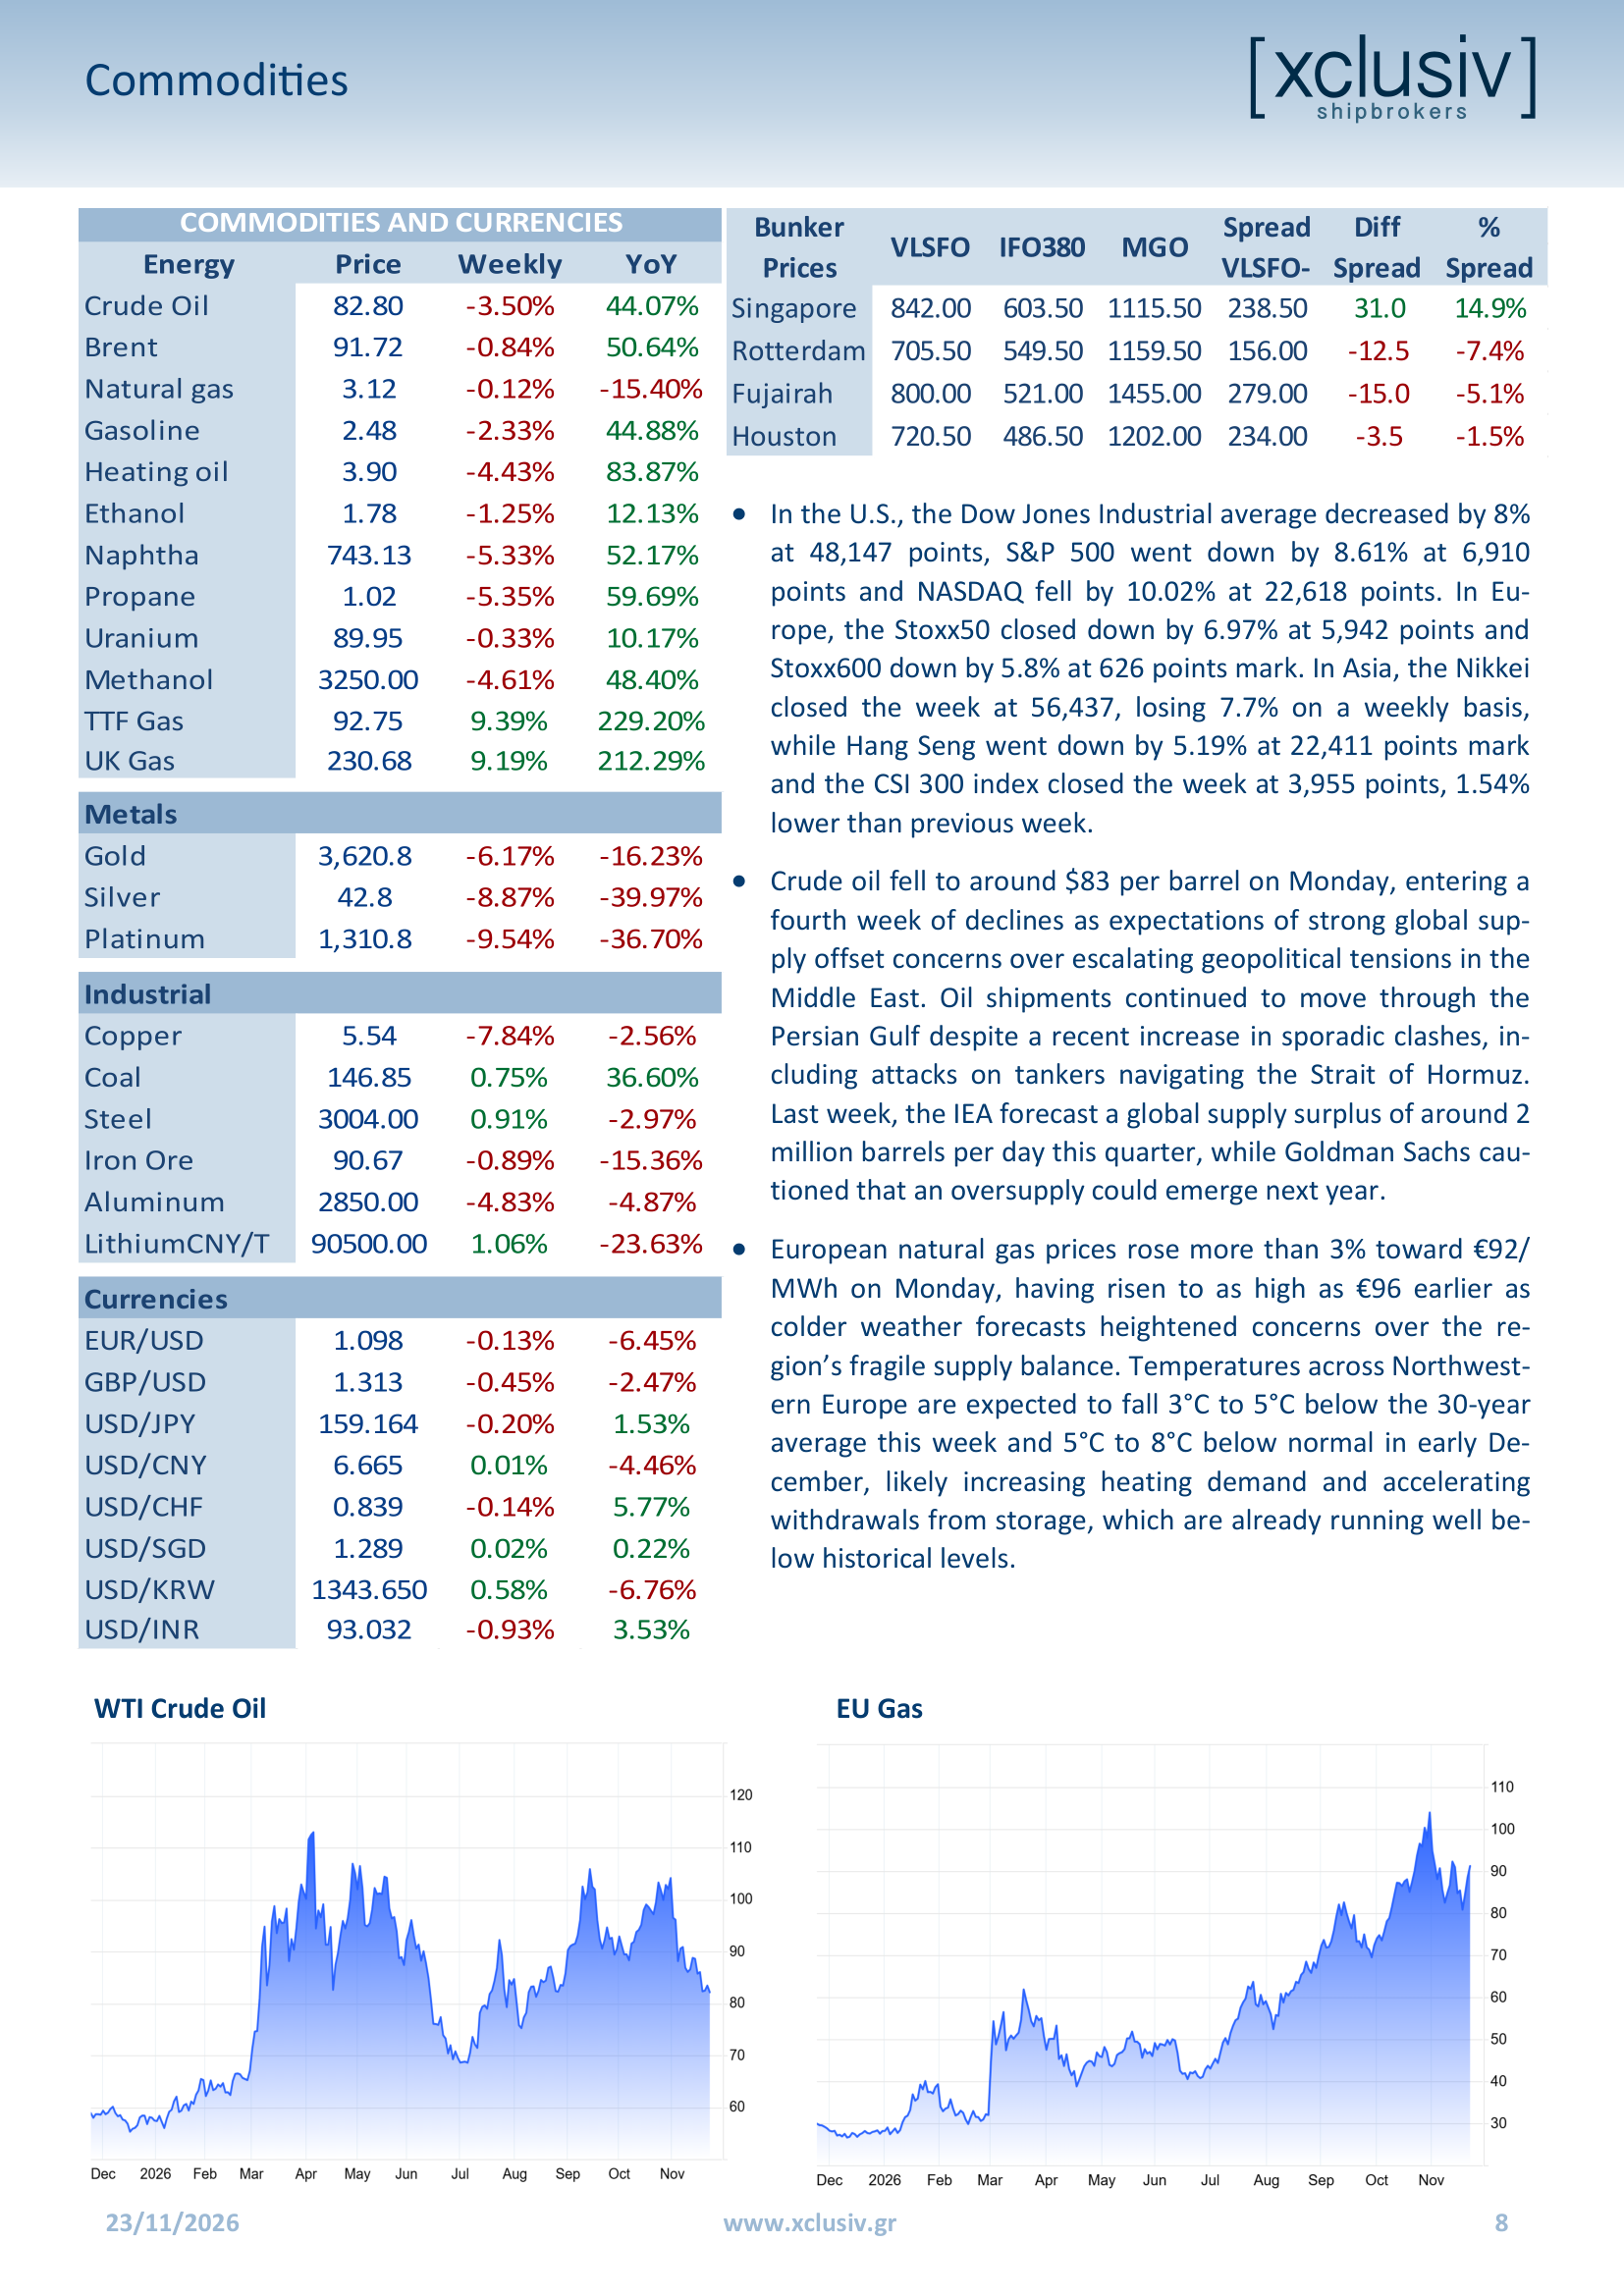 Commodities
[xclusiv]
shipbrokers
COMMODITIES AND CURRENCIES
Energy Price Weekly YoY
Crude Oil 82.80 -3.50% 44.07%
Brent 91.72 -0.84% 50.64%
Natural gas 3.12 -0.12% -15.40%
Gasoline 2.48 -2.33% 44.88%
Heating oil 3.90 -4.43% 83.87%
Ethanol 1.78 -1.25% 12.13%
Naphtha 743.13 -5.33% 52.17%
Propane 1.02 -5.35% 59.69%
Uranium 89.95 -0.33% 10.17%
Methanol 3250.00 -4.61% 48.40%
TTF Gas 92.75 9.39% 229.20%
UK Gas 230.68 9.19% 212.29%
Metals
Gold 3,620.8 -6.17% -16.23%
Silver 42.8 -8.87% -39.97%
Platinum 1,310.8 -9.54% -36.70%
Industrial
Copper 5.54 -7.84% -2.56%
Coal 146.85 0.75% 36.60%
Steel 3004.00 0.91% -2.97%
Iron Ore 90.67 -0.89% -15.36%
Aluminum 2850.00 -4.83% -4.87%
LithiumCNY/T 90500.00 1.06% -23.63%
Currencies
EUR/USD 1.098 -0.13% -6.45%
GBP/USD 1.313 -0.45% -2.47%
USD/JPY 159.164 -0.20% 1.53%
USD/CNY 6.665 0.01% -4.46%
USD/CHF 0.839 -0.14% 5.77%
USD/SGD 1.289 0.02% 0.22%
USD/KRW 1343.650 0.58% -6.76%
USD/INR 93.032 -0.93% 3.53%
Bunker Prices VLSFO IFO380 MGO Spread VLSFO- Diff Spread % Spread
Singapore 842.00 603.50 1115.50 238.50 31.0 14.9%
Rotterdam 705.50 549.50 1159.50 156.00 -12.5 -7.4%
Fujairah 800.00 521.00 1455.00 279.00 -15.0 -5.1%
Houston 720.50 486.50 1202.00 234.00 -3.5 -1.5%
• In the U.S., the Dow Jones Industrial average decreased by 8%
at 48,147 points, S&P 500 went down by 8.61% at 6,910
points and NASDAQ fell by 10.02% at 22,618 points. In Eu-
rope, the Stoxx50 closed down by 6.97% at 5,942 points and
Stoxx600 down by 5.8% at 626 points mark. In Asia, the Nikkei
closed the week at 56,437, losing 7.7% on a weekly basis,
while Hang Seng went down by 5.19% at 22,411 points mark
and the CSI 300 index closed the week at 3,955 points, 1.54%
lower than previous week.
• Crude oil fell to around $83 per barrel on Monday, entering a
fourth week of declines as expectations of strong global sup-
ply offset concerns over escalating geopolitical tensions in the
Middle East. Oil shipments continued to move through the
Persian Gulf despite a recent increase in sporadic clashes, in-
cluding attacks on tankers navigating the Strait of Hormuz.
Last week, the IEA forecast a global supply surplus of around 2
million barrels per day this quarter, while Goldman Sachs cau-
tioned that an oversupply could emerge next year.
• European natural gas prices rose more than 3% toward €92/
MWh on Monday, having risen to as high as €96 earlier as
colder weather forecasts heightened concerns over the re-
gion’s fragile supply balance. Temperatures across Northwest-
ern Europe are expected to fall 3°C to 5°C below the 30-year
average this week and 5°C to 8°C below normal in early De-
cember, likely increasing heating demand and accelerating
withdrawals from storage, which are already running well be-
low historical levels.
WTI Crude Oil
120
110
100
90
80
70
60
Dec 2026 Feb Mar Apr May Jun Jul Aug Sep Oct Nov
EU Gas
110
100
90
80
70
60
50
40
30
Dec 2026 Feb Mar Apr May Jun Jul Aug Sep Oct Nov
23/11/2026 www.xclusiv.gr 8